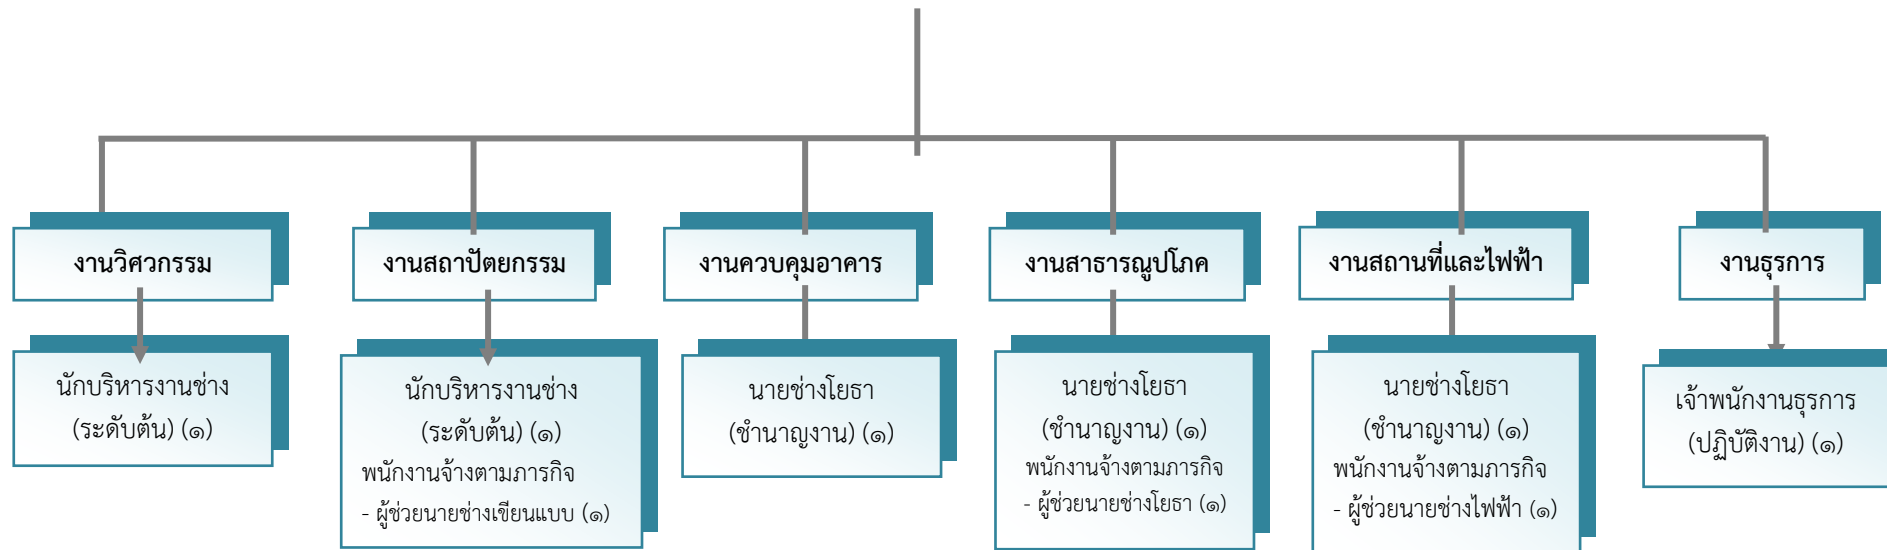 งานวิศวกรรม
งานสถาปัตยกรรม
งานควบคุมอาคาร
งานสาธารณูปโภค
งานสถานที่และไฟฟ้า
งานธุรการ
นักบริหารงานช่าง
(ระดับต้น) (๑)
นักบริหารงานช่าง
(ระดับต้น) (๑)
พนักงานจ้างตามภารกิจ
- ผู้ช่วยนายช่างเขียนแบบ (๑)
นายช่างโยธา
(ชำนาญงาน) (๑)
นายช่างโยธา
(ชำนาญงาน) (๑)
พนักงานจ้างตามภารกิจ
- ผู้ช่วยนายช่างโยธา (๑)
นายช่างโยธา
(ชำนาญงาน) (๑)
พนักงานจ้างตามภารกิจ
- ผู้ช่วยนายช่างไฟฟ้า (๑)
เจ้าพนักงานธุรการ
(ปฏิบัติงาน) (๑)